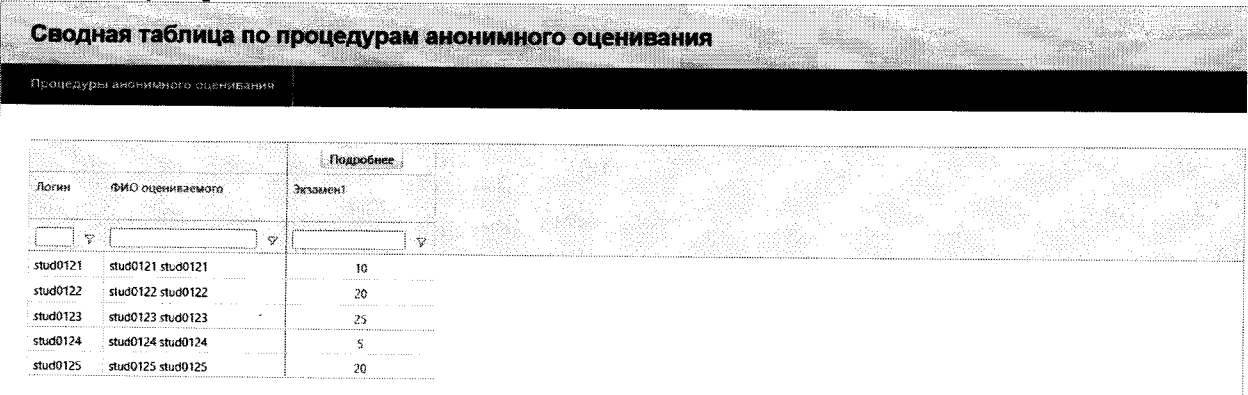 Сводная таблица по процедурам анонимного оценивания
Процедуры анонимного оценивания
Подробнее
Логин ФИО оцениваемого Экзамен1
stud0121 stud0121 stud0121 10
stud0122 stud0122 stud0122 20
stud0123 stud0123 stud0123 25
stud0124 stud0124 stud0124 5
stud0125 stud0125 stud0125 20